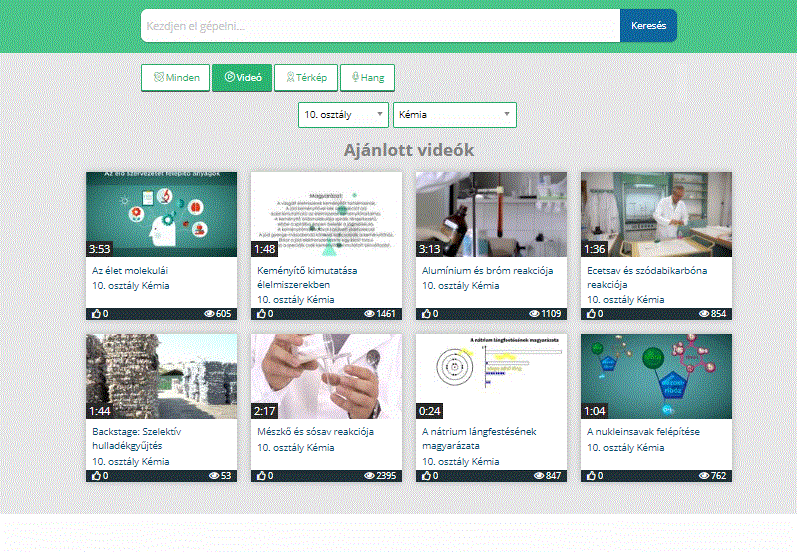 Kezdjen el gépelni...
Keresés
Minden
Videó
Térkép
Hang
10. osztály
Kémia
Ajánlott videók
Az élő szervezetet felépítő anyagok
3:53
Az élet molekulái
10. osztály Kémia
0
605
Magyarázat:
1:48
Keményítő kimutatása
élelmiszerekben
10. osztály Kémia
0
1461
3:13
Alumínium és bróm reakciója
10. osztály Kémia
0
1109
1:36
Ecetsav és szódabikarbóna
reakciója
10. osztály Kémia
0
854
1:44
Backstage: Szelektív
hulladékgyűjtés
10. osztály Kémia
0
53
2:17
Mészkő és sósav reakciója
10. osztály Kémia
0
2395
A nátrium lángfestésének magyarázata
0:24
A nátrium lángfestésének
magyarázata
10. osztály Kémia
0
847
1:04
A nukleinsavak felépítése
10. osztály Kémia
0
762